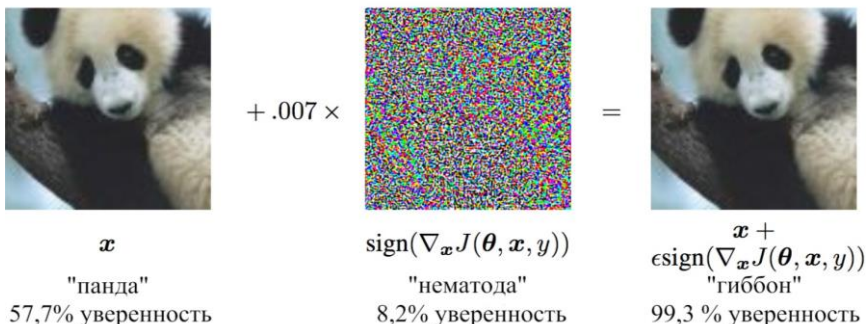 + .007 ×
=
x
sign(∇ₓJ(θ, x, y))
x +
ϵsign(∇ₓJ(θ, x, y))
"панда"
"нематода"
"гиббон"
57,7% уверенность
8,2% уверенность
99,3 % уверенность